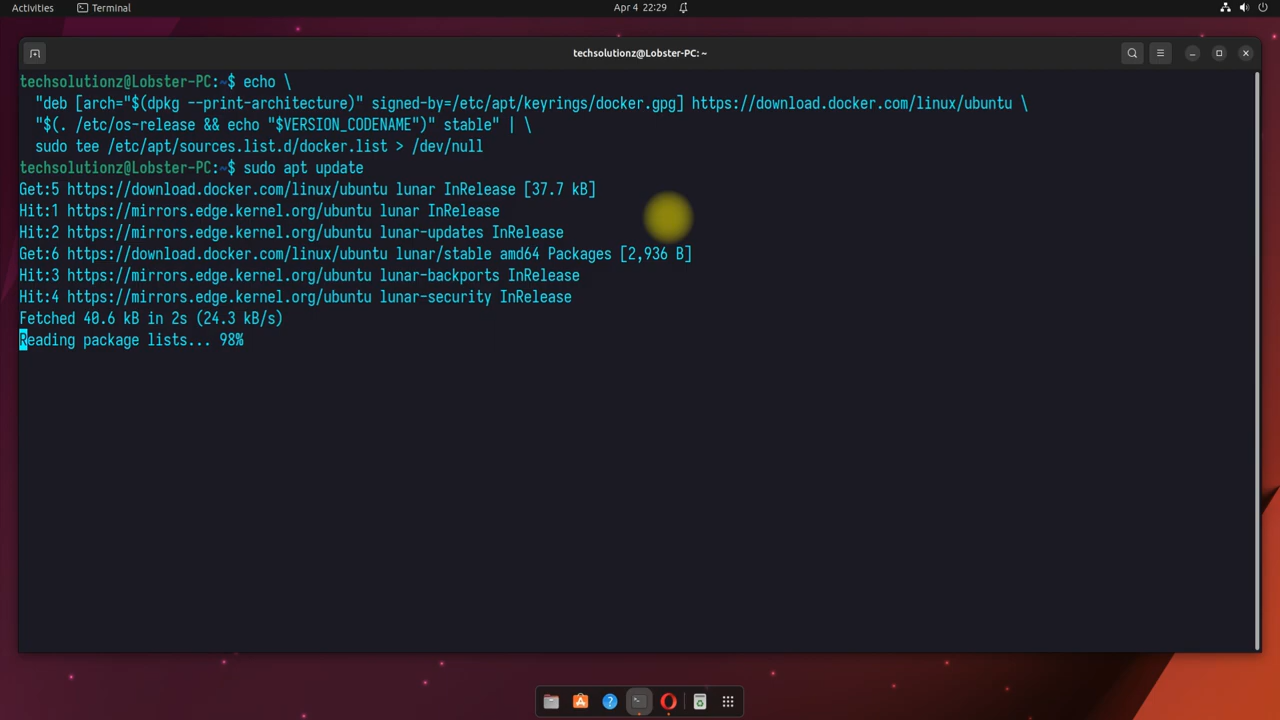 Activities
Terminal
Apr 4 22:29
techsolutionz@Lobster-PC: ~
techsolutionz@Lobster-PC:~$ echo \
"deb [arch="$(dpkg --print-architecture)" signed-by=/etc/apt/keyrings/docker.gpg] https://download.docker.com/linux/ubuntu \
"$(. /etc/os-release && echo "$VERSION_CODENAME")" stable" | \
sudo tee /etc/apt/sources.list.d/docker.list > /dev/null
techsolutionz@Lobster-PC:~$ sudo apt update
Get:5 https://download.docker.com/linux/ubuntu lunar InRelease [37.7 kB]
Hit:1 https://mirrors.edge.kernel.org/ubuntu lunar InRelease
Hit:2 https://mirrors.edge.kernel.org/ubuntu lunar-updates InRelease
Get:6 https://download.docker.com/linux/ubuntu lunar/stable amd64 Packages [2,936 B]
Hit:3 https://mirrors.edge.kernel.org/ubuntu lunar-backports InRelease
Hit:4 https://mirrors.edge.kernel.org/ubuntu lunar-security InRelease
Fetched 40.6 kB in 2s (24.3 kB/s)
Reading package lists... 98%